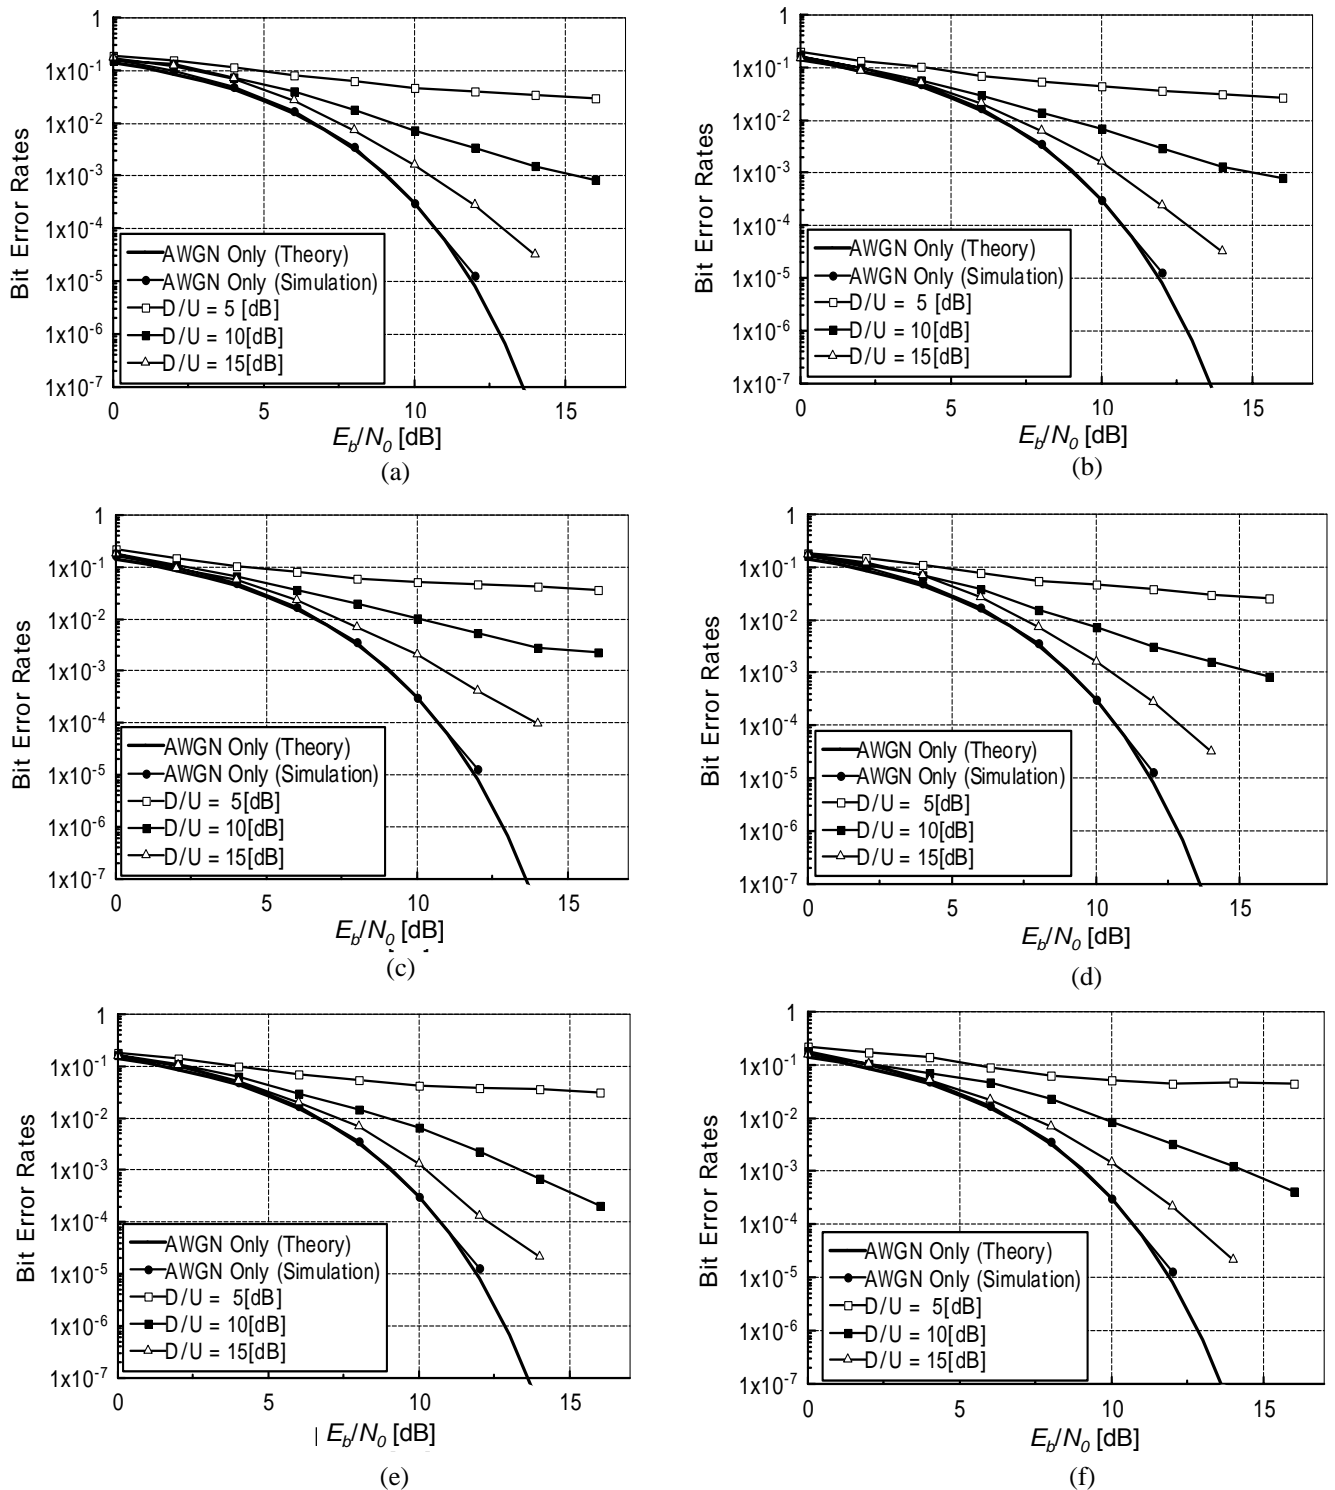 1
1x10-1
1x10-2
1x10-3
1x10-4
1x10-5
1x10-6
1x10-7
Bit Error Rates
AWGN Only (Theory)
AWGN Only (Simulation)
D/U = 5 [dB]
D/U = 10[dB]
D/U = 15[dB]
0 5 10 15
Eb/N0 [dB]
(a)
1
1x10-1
1x10-2
1x10-3
1x10-4
1x10-5
1x10-6
1x10-7
Bit Error Rates
AWGN Only (Theory)
AWGN Only (Simulation)
D/U = 5 [dB]
D/U = 10[dB]
D/U = 15[dB]
0 5 10 15
Eb/N0 [dB]
(b)
1
1x10-1
1x10-2
1x10-3
1x10-4
1x10-5
1x10-6
1x10-7
Bit Error Rates
AWGN Only (Theory)
AWGN Only (Simulation)
D/U = 5[dB]
D/U = 10[dB]
D/U = 15[dB]
0 5 10 15
Eb/N0 [dB]
(c)
1
1x10-1
1x10-2
1x10-3
1x10-4
1x10-5
1x10-6
1x10-7
Bit Error Rates
AWGN Only (Theory)
AWGN Only (Simulation)
D/U = 5[dB]
D/U = 10[dB]
D/U = 15[dB]
0 5 10 15
Eb/N0 [dB]
(d)
1
1x10-1
1x10-2
1x10-3
1x10-4
1x10-5
1x10-6
1x10-7
Bit Error Rates
AWGN Only (Theory)
AWGN Only (Simulation)
D/U = 5[dB]
D/U = 10[dB]
D/U = 15[dB]
0 5 10 15
| Eb/N0 [dB]
(e)
1
1x10-1
1x10-2
1x10-3
1x10-4
1x10-5
1x10-6
1x10-7
Bit Error Rates
AWGN Only (Theory)
AWGN Only (Simulation)
D/U = 5[dB]
D/U = 10[dB]
D/U = 15[dB]
0 5 10 15
Eb/N0 [dB]
(f)